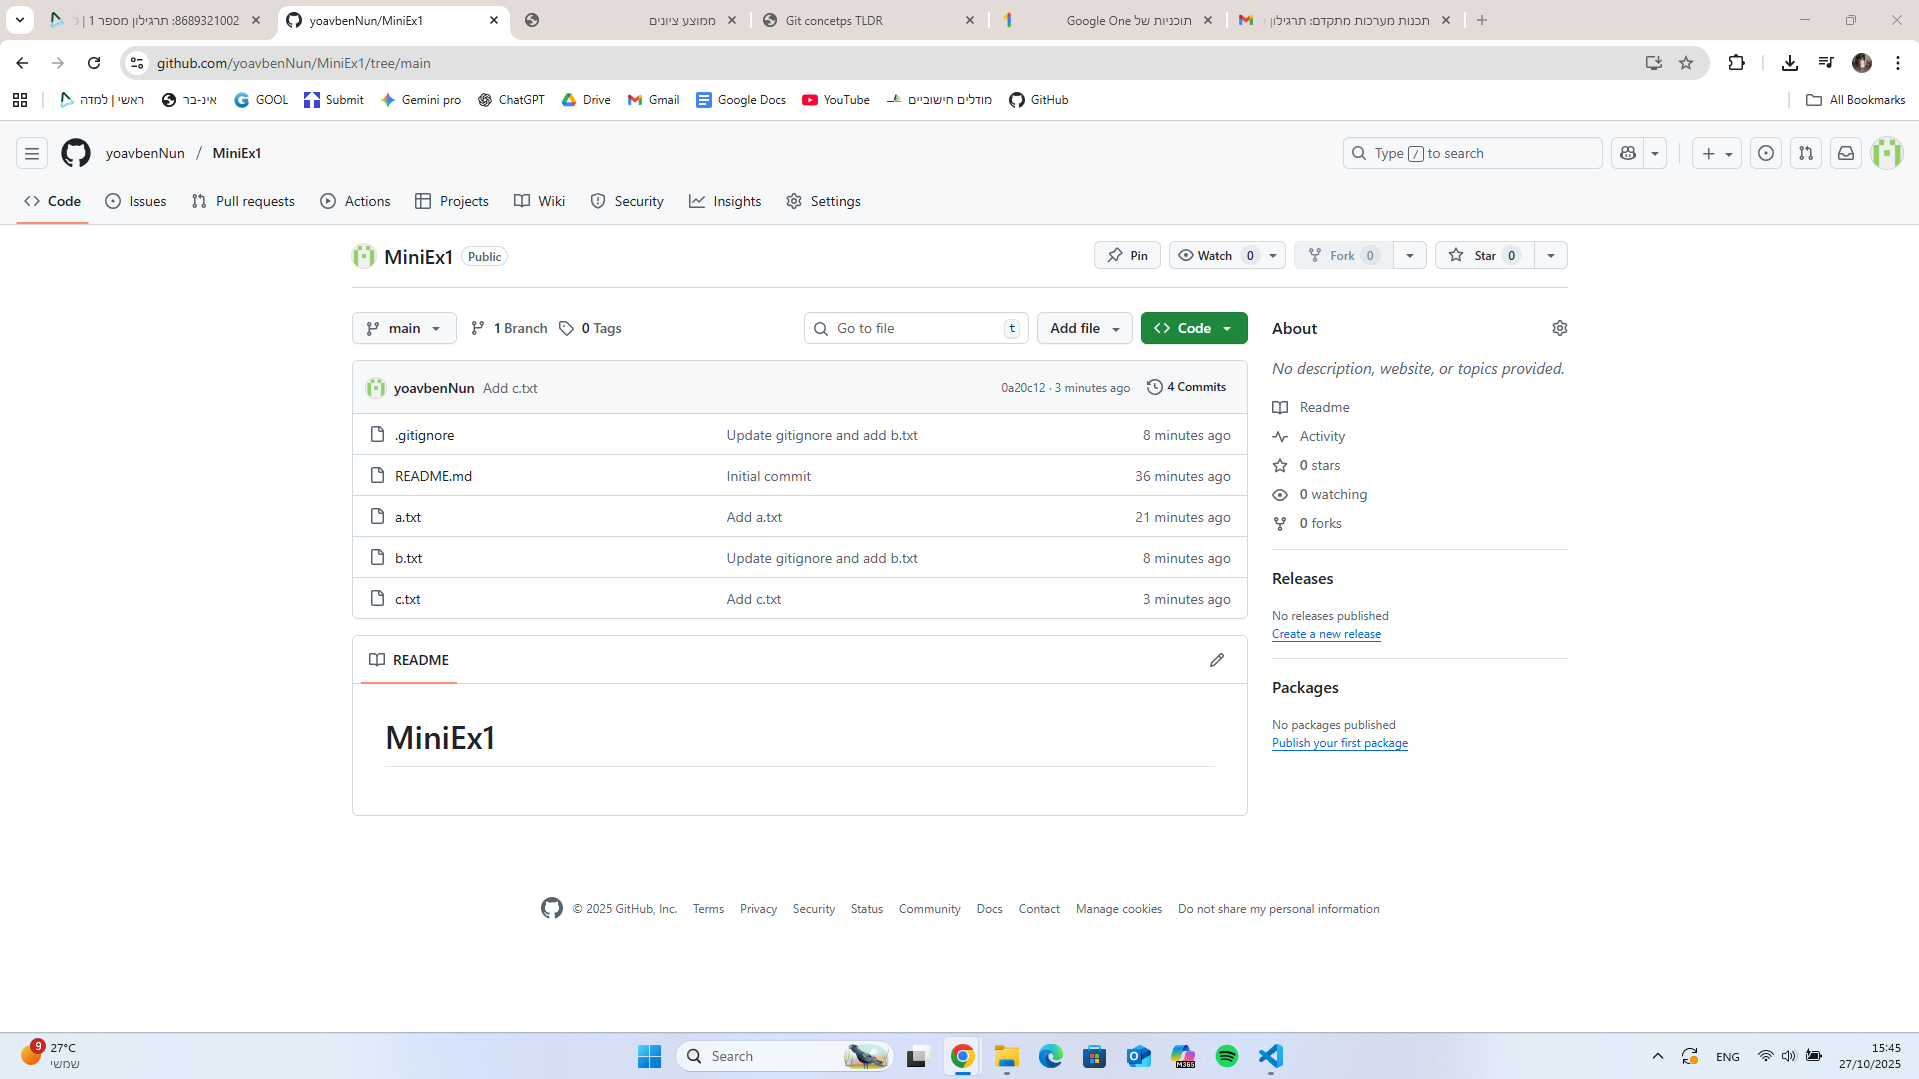 8689321002: תרגילון מספר 1 | ל
yoavbenNun/MiniEx1
ממוצע ציונים
Git concetps TLDR
תוכניות של Google One
תכנות מערכות מתקדם: תרגילון
github.com/yoavbenNun/MiniEx1/tree/main
ראשי | למדה
אינ-בר
GOOL
Submit
Gemini pro
ChatGPT
Drive
Gmail
Google Docs
YouTube
מודלים חישוביים
GitHub
All Bookmarks
yoavbenNun / MiniEx1
Type / to search
Code
Issues
Pull requests
Actions
Projects
Wiki
Security
Insights
Settings
MiniEx1 Public
Pin
Watch 0
Fork 0
Star 0
main
1 Branch
0 Tags
Go to file t
Add file
Code
yoavbenNun Add c.txt 0a20c12 · 3 minutes ago 4 Commits
.gitignore Update gitignore and add b.txt 8 minutes ago
README.md Initial commit 36 minutes ago
a.txt Add a.txt 21 minutes ago
b.txt Update gitignore and add b.txt 8 minutes ago
c.txt Add c.txt 3 minutes ago
README
MiniEx1
About
No description, website, or topics provided.
Readme
Activity
0 stars
0 watching
0 forks
Releases
No releases published
Create a new release
Packages
No packages published
Publish your first package
© 2025 GitHub, Inc. Terms Privacy Security Status Community Docs Contact Manage cookies Do not share my personal information
9
27°C
שמשי
Search
M365
ENG
15:45
27/10/2025